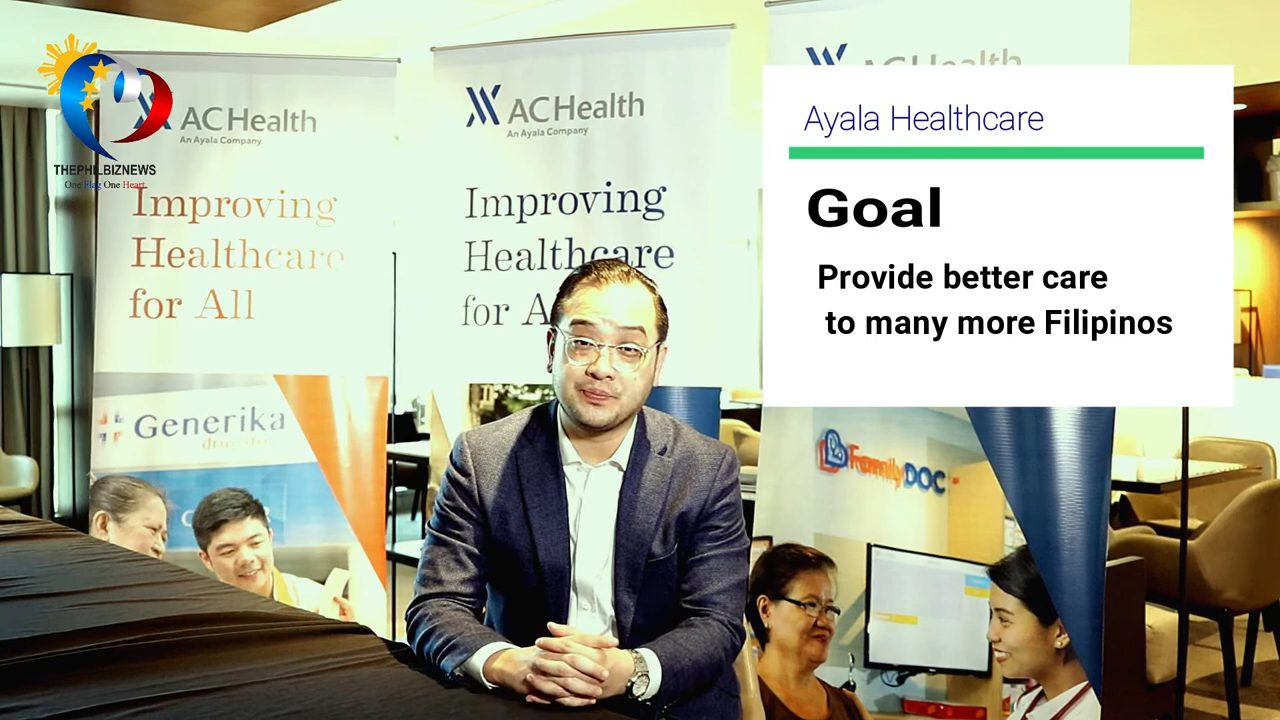 THEPHILBIZNEWS
One Flag One Heart
ACHealth
An Ayala Company
Improving
Healthcare
for All
Generika
ACHealth
An Ayala Company
Improving
Healthcare
for A
ACHealth
Ayala Healthcare
Goal
Provide better care
to many more Filipinos
FamilyDOC